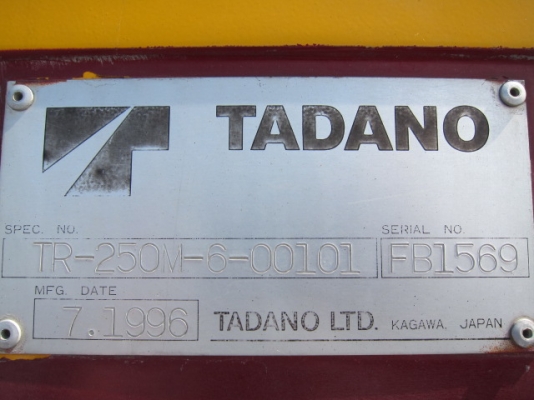 TADANO
SPEC. NO. SERIAL NO.
TR-250M-6-00101 FB1569
MFG. DATE
7.1996 TADANO LTD. KAGAWA, JAPAN